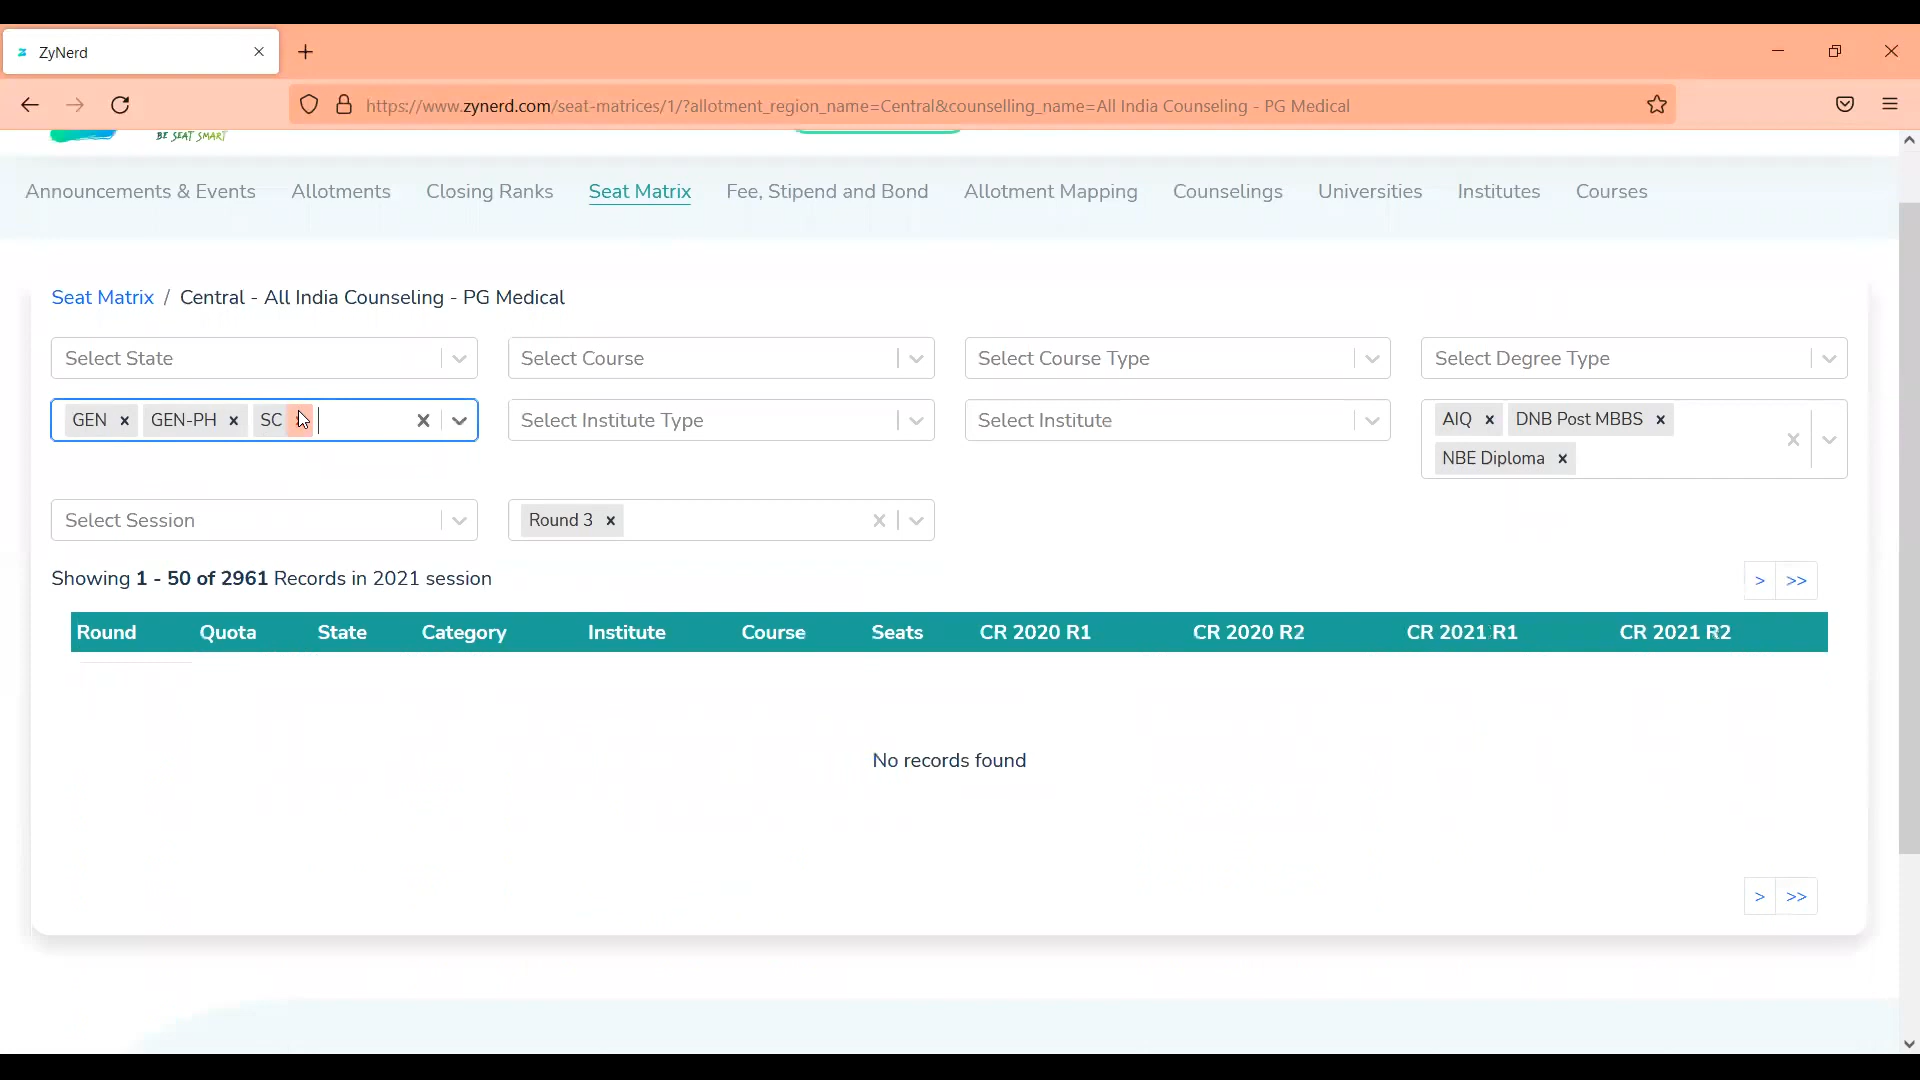 ZyNerd
https://www.zynerd.com/seat-matrices/1/?allotment_region_name=Central&counselling_name=All India Counseling - PG Medical
BE SEAT SMART
Announcements & Events Allotments Closing Ranks Seat Matrix Fee, Stipend and Bond Allotment Mapping Counselings Universities Institutes Courses
Seat Matrix / Central - All India Counseling - PG Medical
Select State Select Course Select Course Type Select Degree Type
GEN × GEN-PH × SC Select Institute Type Select Institute AIQ × DNB Post MBBS ×
NBE Diploma ×
Select Session Round 3 ×
Showing 1 - 50 of 2961 Records in 2021 session > >>
Round Quota State Category Institute Course Seats CR 2020 R1 CR 2020 R2 CR 2021 R1 CR 2021 R2
No records found
> >>